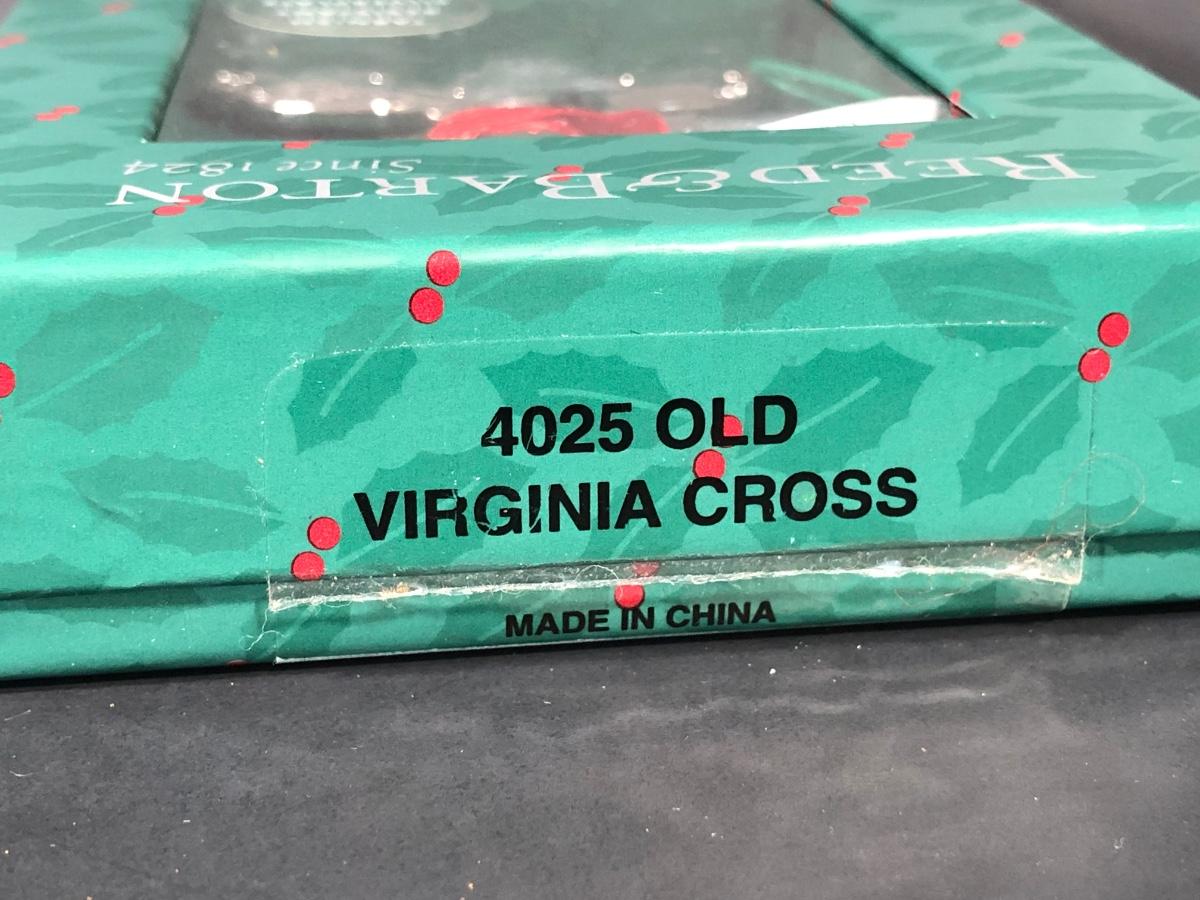 REED & BARTON
Since 1824
4025 OLD
VIRGINIA CROSS
MADE IN CHINA